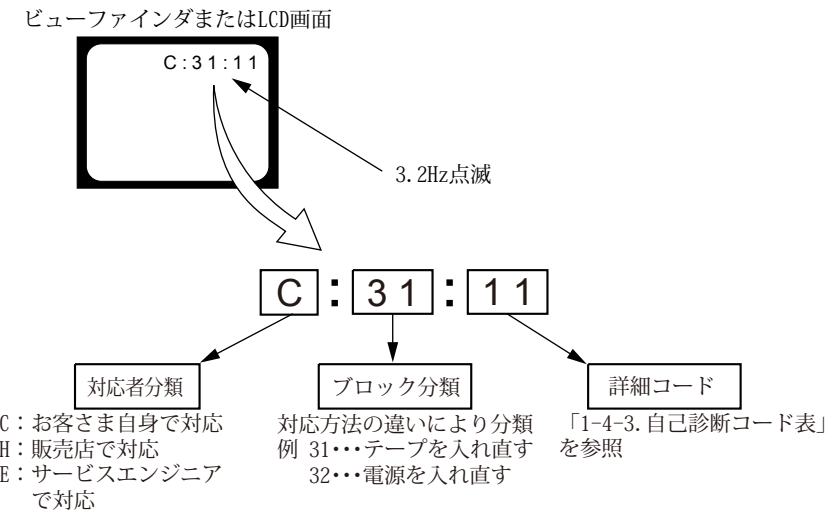 ビューファインダまたはLCD画面
C:31:11
3.2Hz点滅
C:31:11
対応者分類
C：お客さま自身で対応
H：販売店で対応
E：サービスエンジニア
で対応
ブロック分類
対応方法の違いにより分類
例 31･･･テープを入れ直す
32･･･電源を入れ直す
詳細コード
「1-4-3.自己診断コード表」
を参照